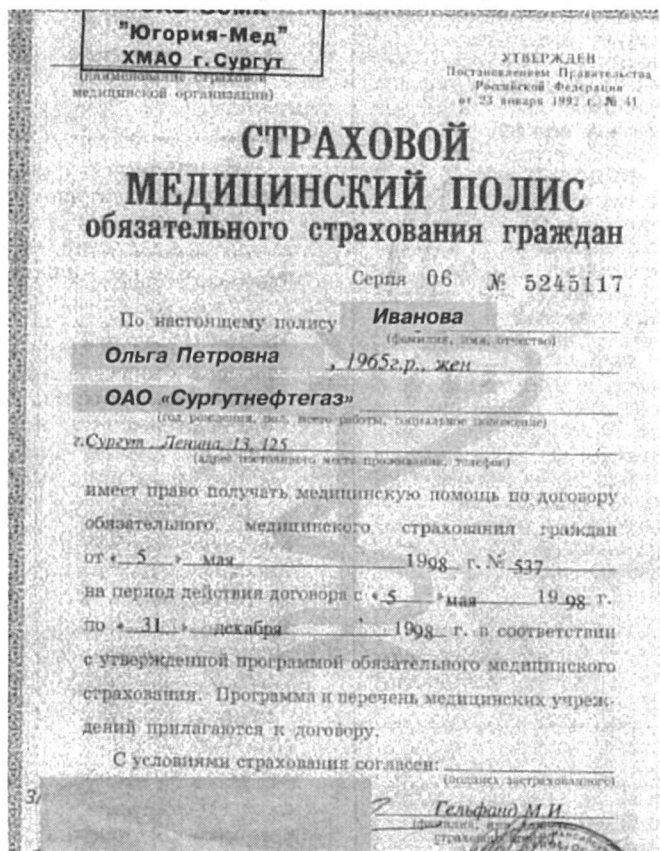 "Югория-Мед"
ХМАО г. Сургут
(наименование страховой
медицинской организации)
УТВЕРЖДЕН
Постановлением Правительства
Российской Федерации
от 23 января 1992 г. № 41
СТРАХОВОЙ
МЕДИЦИНСКИЙ ПОЛИС
обязательного страхования граждан
Серия 06 № 5245117
По настоящему полису Иванова
(фамилия, имя, отчество)
Ольга Петровна , 1965г.р., жен
ОАО «Сургутнефтегаз»
(год рождения, пол, место работы, социальное положение)
г.Сургут , Ленина, 13, 125
(адрес постоянного места проживания, телефон)
имеет право получать медицинскую помощь по договору
обязательного медицинского страхования граждан
от « 5 » мая 1998 г. № 537
на период действия договора с « 5 » мая 1998 г.
по « 31 » декабря 1998 г. в соответствии
с утвержденной программой обязательного медицинского
страхования. Программа и перечень медицинских учреж-
дений прилагаются к договору.
С условиями страхования согласен:
(подпись застрахованного)
Гельфанд М.И
(фамилия, имя
страхового агента)